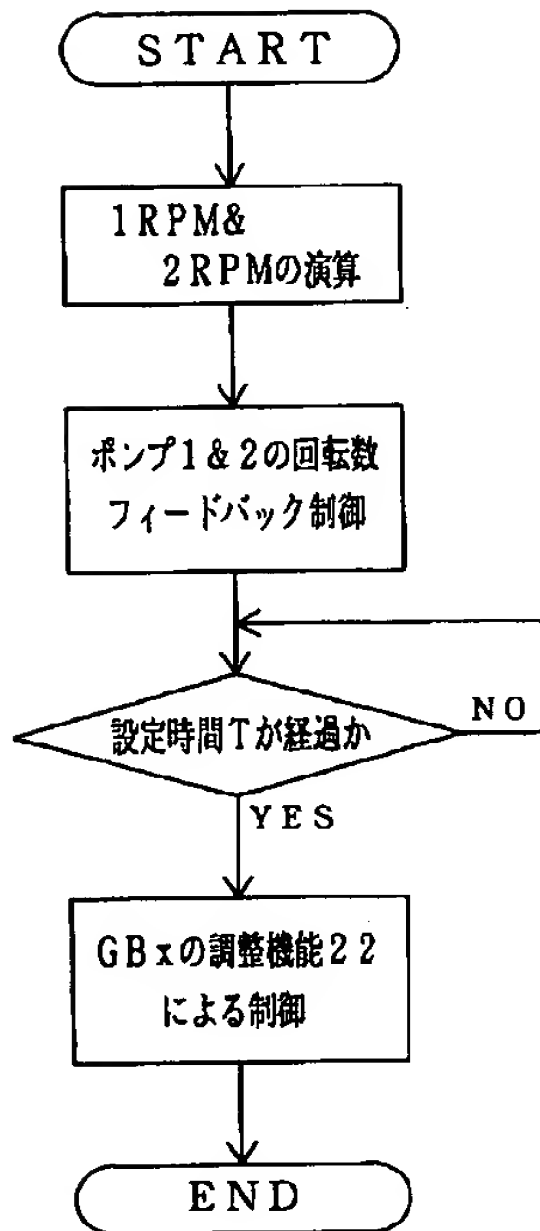 START
1RPM&
2RPMの演算
ポンプ1&2の回転数
フィードバック制御
設定時間Tが経過か
NO
YES
GBxの調整機能22
による制御
END